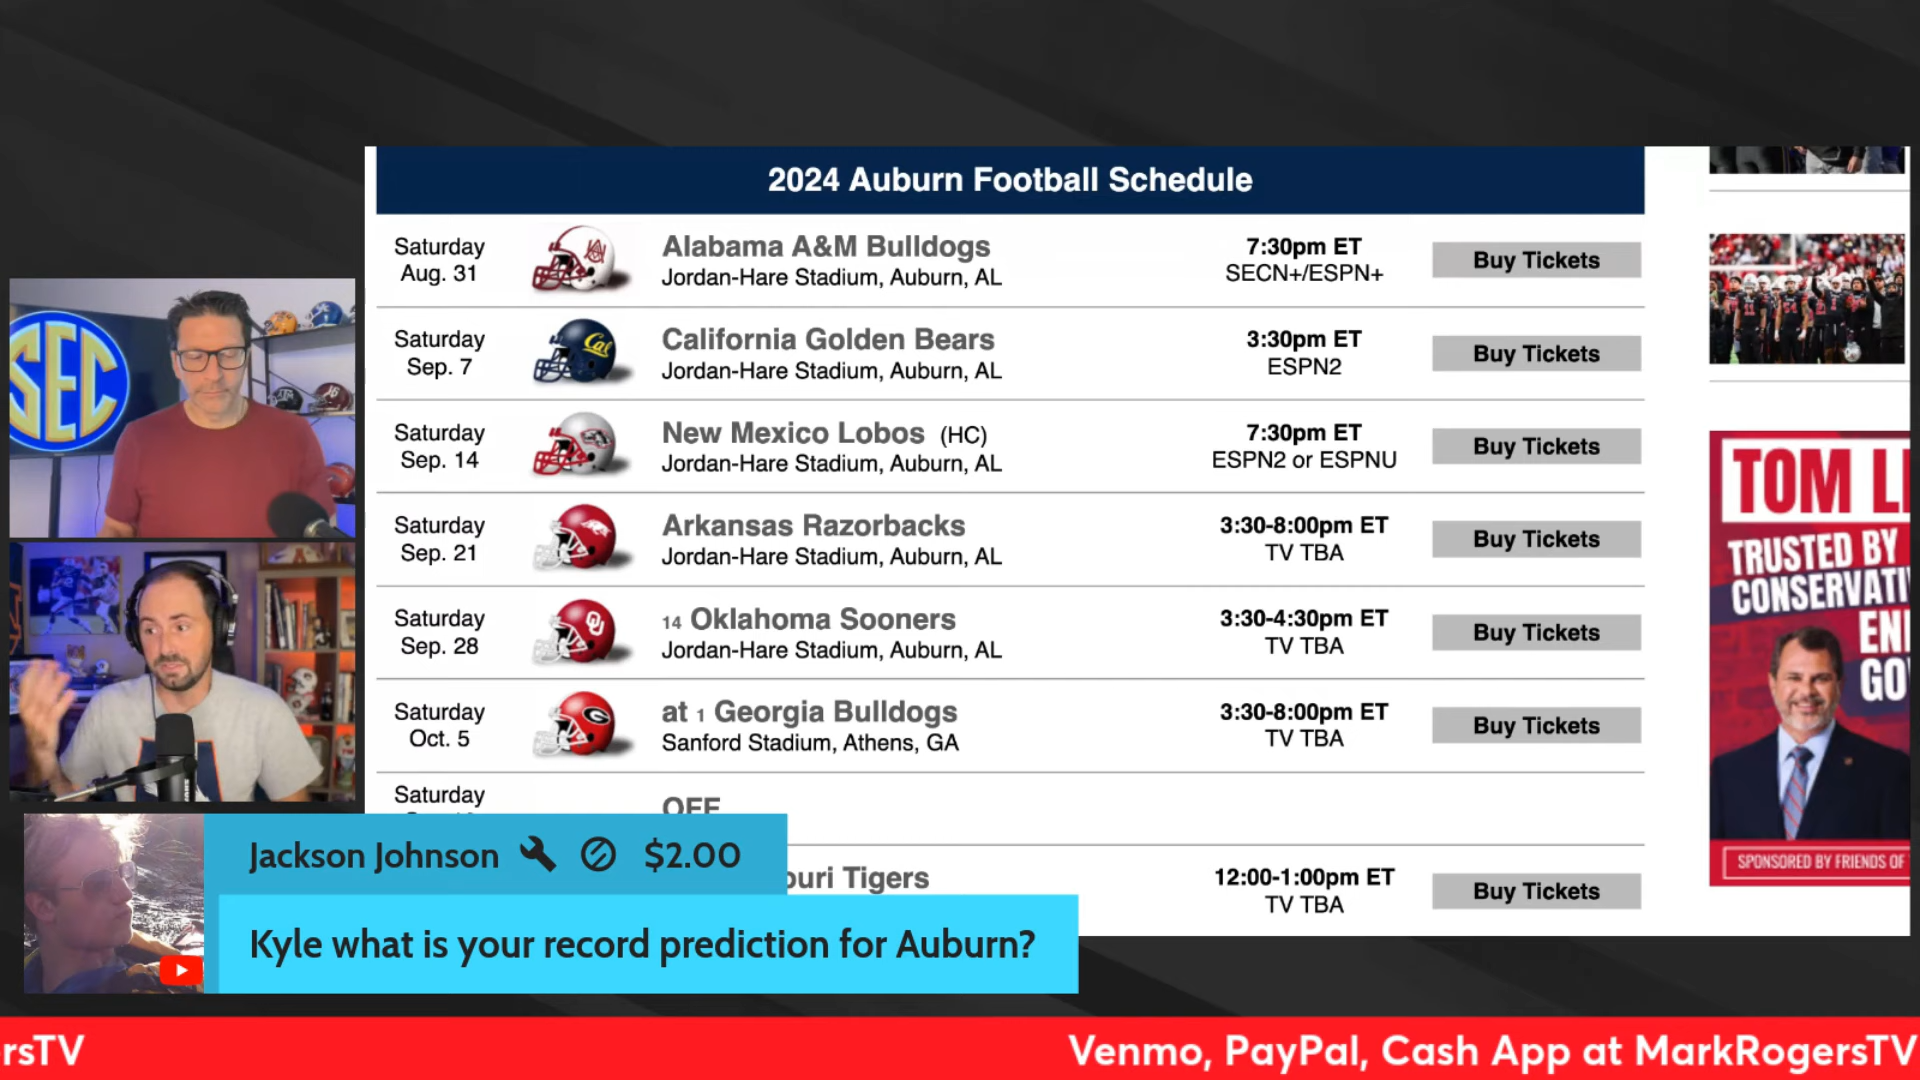 2024 Auburn Football Schedule
Saturday
Aug. 31
Alabama A&M Bulldogs
Jordan-Hare Stadium, Auburn, AL
7:30pm ET
SECN+/ESPN+
Buy Tickets
Saturday
Sep. 7
Cal
California Golden Bears
Jordan-Hare Stadium, Auburn, AL
3:30pm ET
ESPN2
Buy Tickets
Saturday
Sep. 14
New Mexico Lobos (HC)
Jordan-Hare Stadium, Auburn, AL
7:30pm ET
ESPN2 or ESPNU
Buy Tickets
Saturday
Sep. 21
Arkansas Razorbacks
Jordan-Hare Stadium, Auburn, AL
3:30-8:00pm ET
TV TBA
Buy Tickets
Saturday
Sep. 28
14 Oklahoma Sooners
Jordan-Hare Stadium, Auburn, AL
3:30-4:30pm ET
TV TBA
Buy Tickets
Saturday
Oct. 5
at 1 Georgia Bulldogs
Sanford Stadium, Athens, GA
3:30-8:00pm ET
TV TBA
Buy Tickets
Saturday
OFF
ouri Tigers
12:00-1:00pm ET
TV TBA
Buy Tickets
SEC
TOM L
TRUSTED BY
CONSERVATI
EN
GO
SPONSORED BY FRIENDS OF
Jackson Johnson $2.00
Kyle what is your record prediction for Auburn?
rsTV
Venmo, PayPal, Cash App at MarkRogersTV